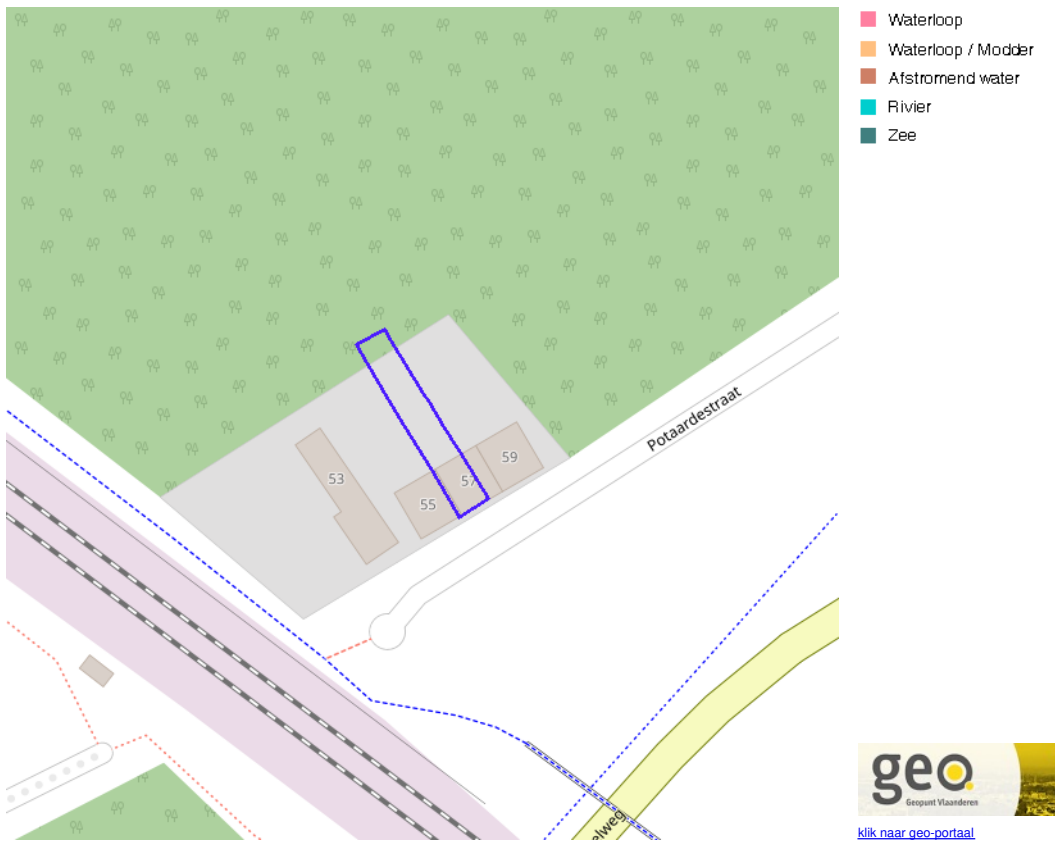 Waterloop
Waterloop / Modder
Afstromend water
Rivier
Zee
Potaardestraat
53
55
57
59
elweg
geo
Geopunt Vlaanderen
klik naar geo-portaal